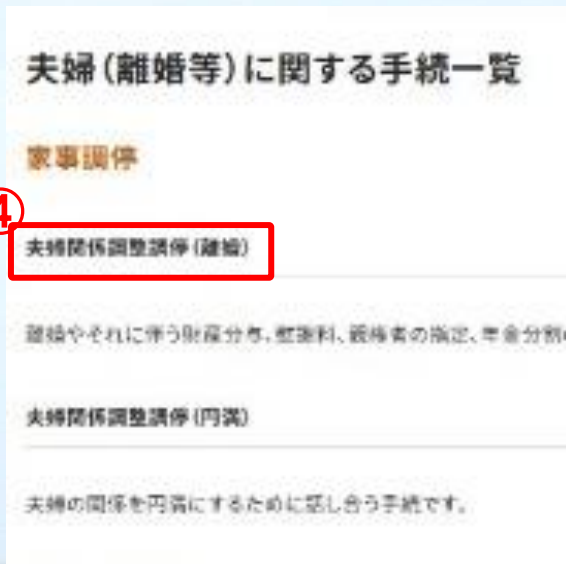 夫婦(離婚等)に関する手続一覧
家事調停
④
夫婦関係調整調停(離婚)
離婚やそれに伴う財産分与、慰謝料、親権者の指定、年金分割
夫婦関係調整調停(円満)
夫婦の関係を円満にするために話し合う手続です。